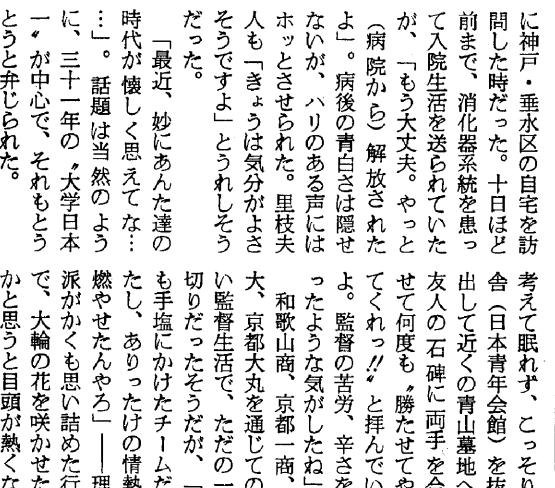 に神戸・垂水区の自宅を訪
問した時だった。十日ほど
前まで、消化器系統を患っ
て入院生活を送られていた
が、「もう大丈夫。やっと
(病院から)解放された
よ」。病後の青白さは隠せ
ないが、ハリのある声には
ホッとさせられた。里枝夫
人も「きょうは気分がよさ
そうですよ」とうれしそう
だった。
「最近、妙にあんた達の
時代が懐しく思えてな…
…」。話題は当然のよう
に、三十一年の〝大学日本
一〟が中心で、それもとう
とうと弁じられた。
考えて眠れず、こっそり
舎(日本青年会館)を抜
出して近くの青山墓地へ
友人の石碑に両手を合
せて何度も〝勝たせてや
てくれっ!!〟と拝んでい
よ。監督の苦労、辛さを
ったような気がしたね」
和歌山商、京都一商、
大、京都大丸を通じての
い監督生活で、ただの一
切りだったそうだが、「
も手塩にかけたチームだ
たし、ありったけの情熱
燃やせたんやろ」――理
派がかくも思い詰めた行
で、大輪の花を咲かせた
かと思うと目頭が熱くな